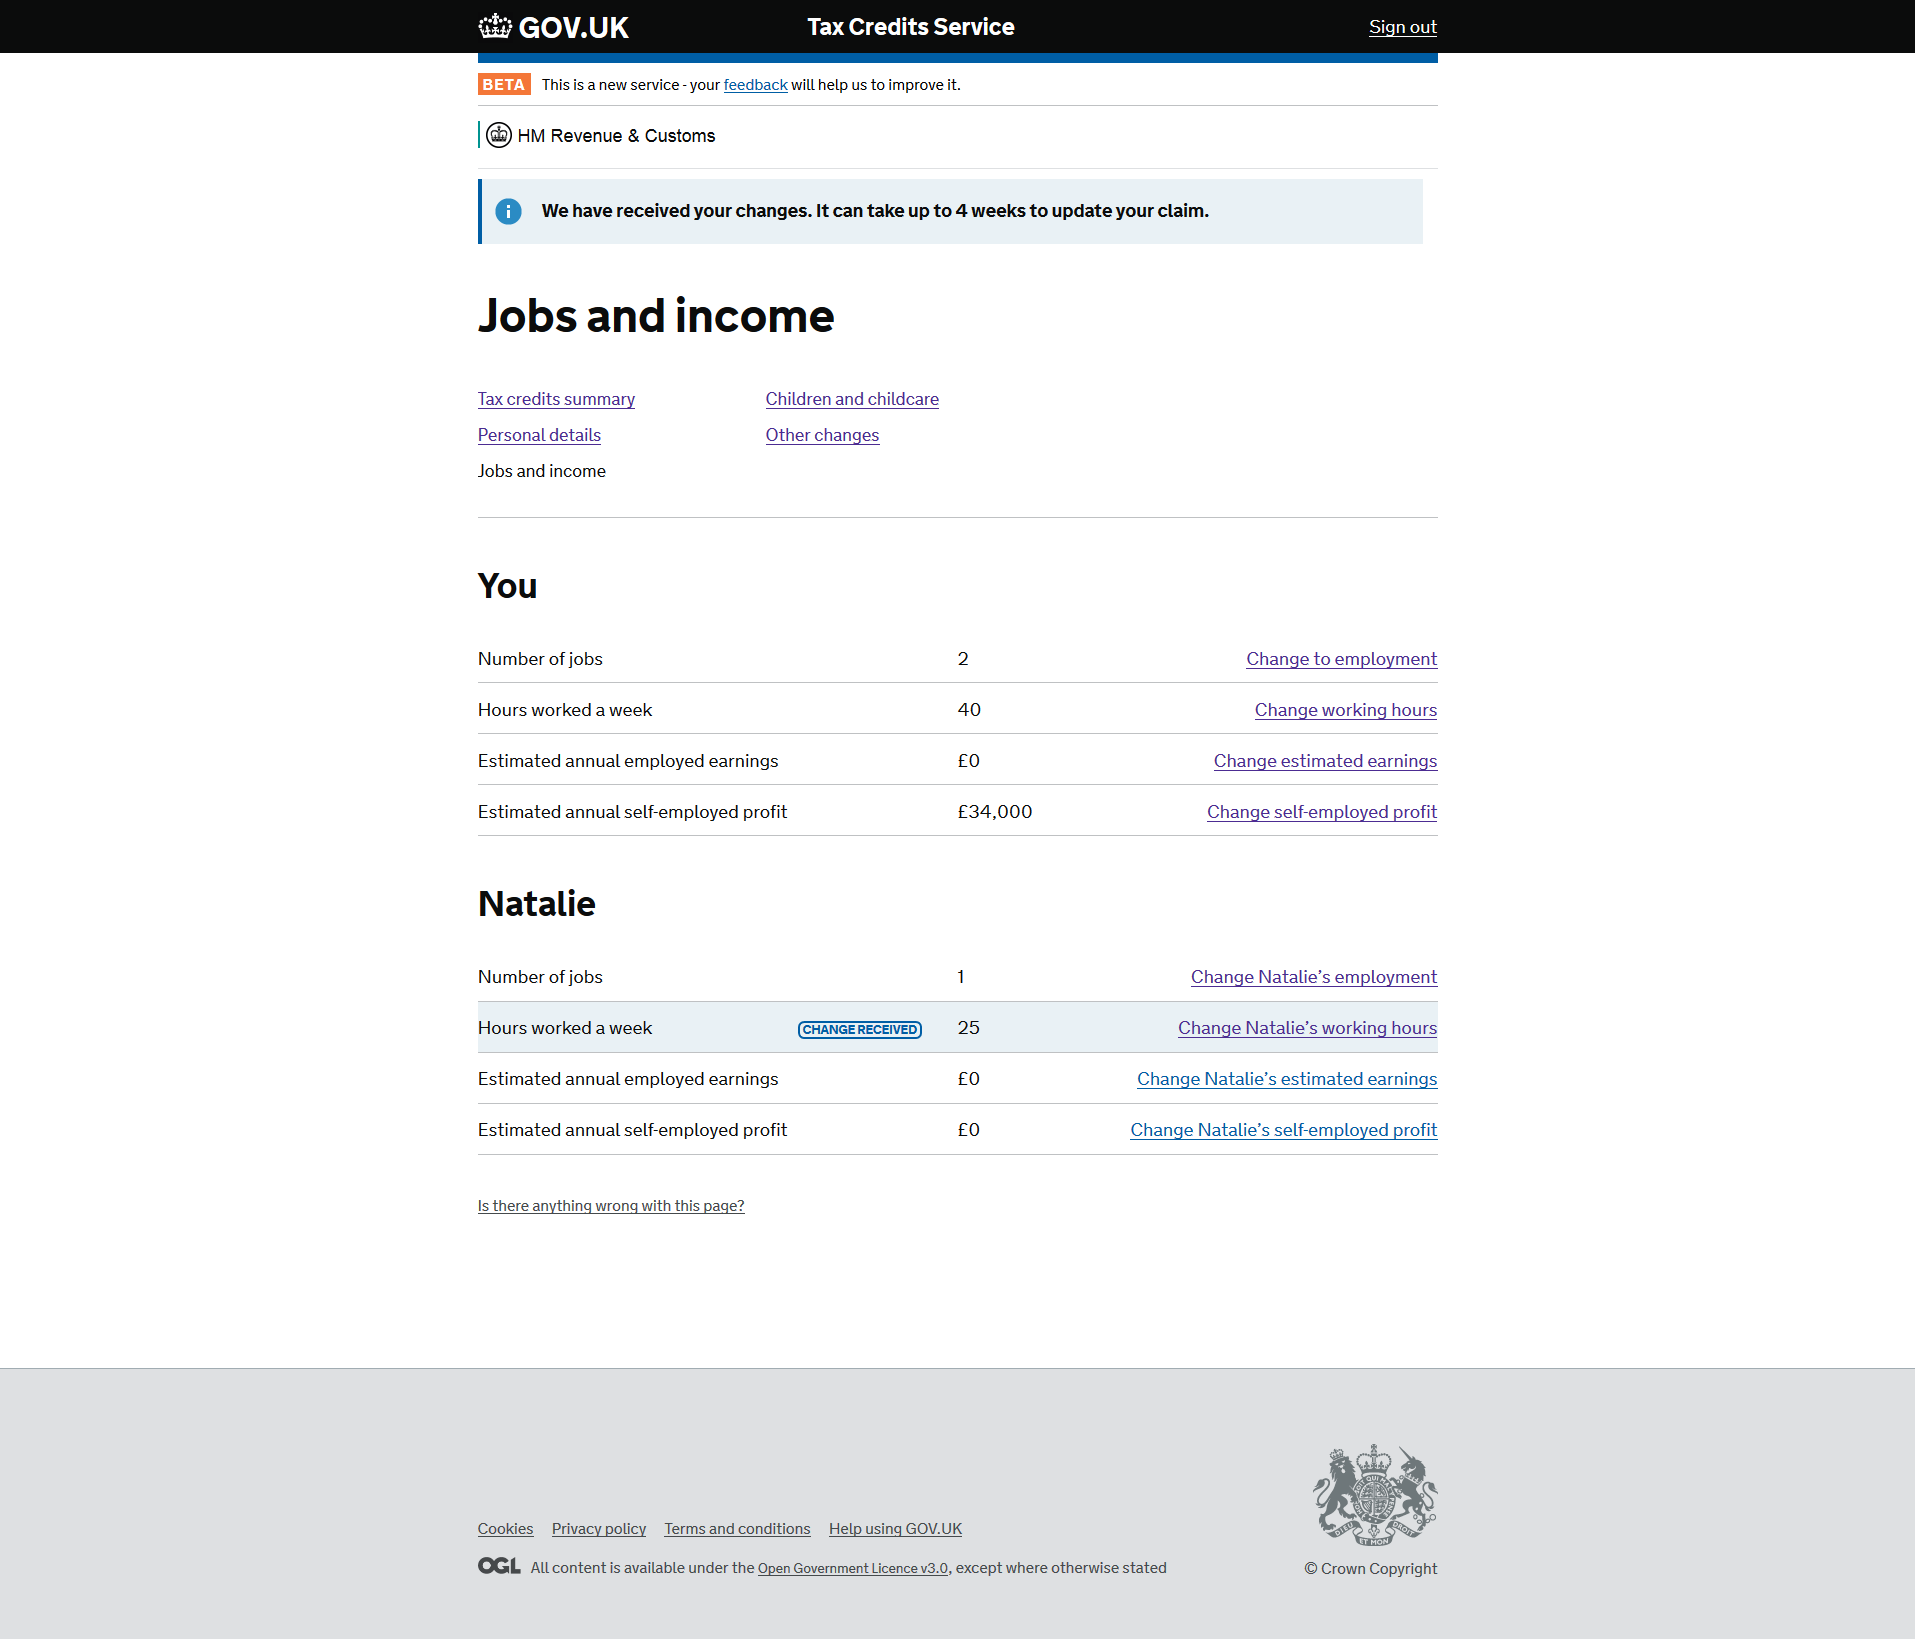 GOV.UK Tax Credits Service Sign out
BETA This is a new service - your feedback will help us to improve it.
HM Revenue & Customs
We have received your changes. It can take up to 4 weeks to update your claim.
Jobs and income
Tax credits summary Children and childcare
Personal details Other changes
Jobs and income
You
Number of jobs 2 Change to employment
Hours worked a week 40 Change working hours
Estimated annual employed earnings £0 Change estimated earnings
Estimated annual self-employed profit £34,000 Change self-employed profit
Natalie
Number of jobs 1 Change Natalie’s employment
Hours worked a week CHANGE RECEIVED 25 Change Natalie’s working hours
Estimated annual employed earnings £0 Change Natalie’s estimated earnings
Estimated annual self-employed profit £0 Change Natalie’s self-employed profit
Is there anything wrong with this page?
DIEU ET MON DROIT
Cookies Privacy policy Terms and conditions Help using GOV.UK
OGL All content is available under the Open Government Licence v3.0, except where otherwise stated © Crown Copyright